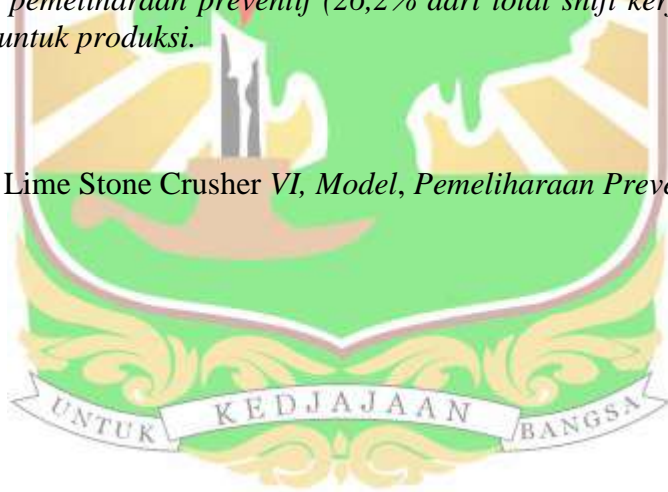 pemeliharaan preventif (26,2% dari total shift kerja
untuk produksi.
Lime Stone Crusher VI, Model, Pemeliharaan Preve
UNTUK KEDJAJAAN BANGSA